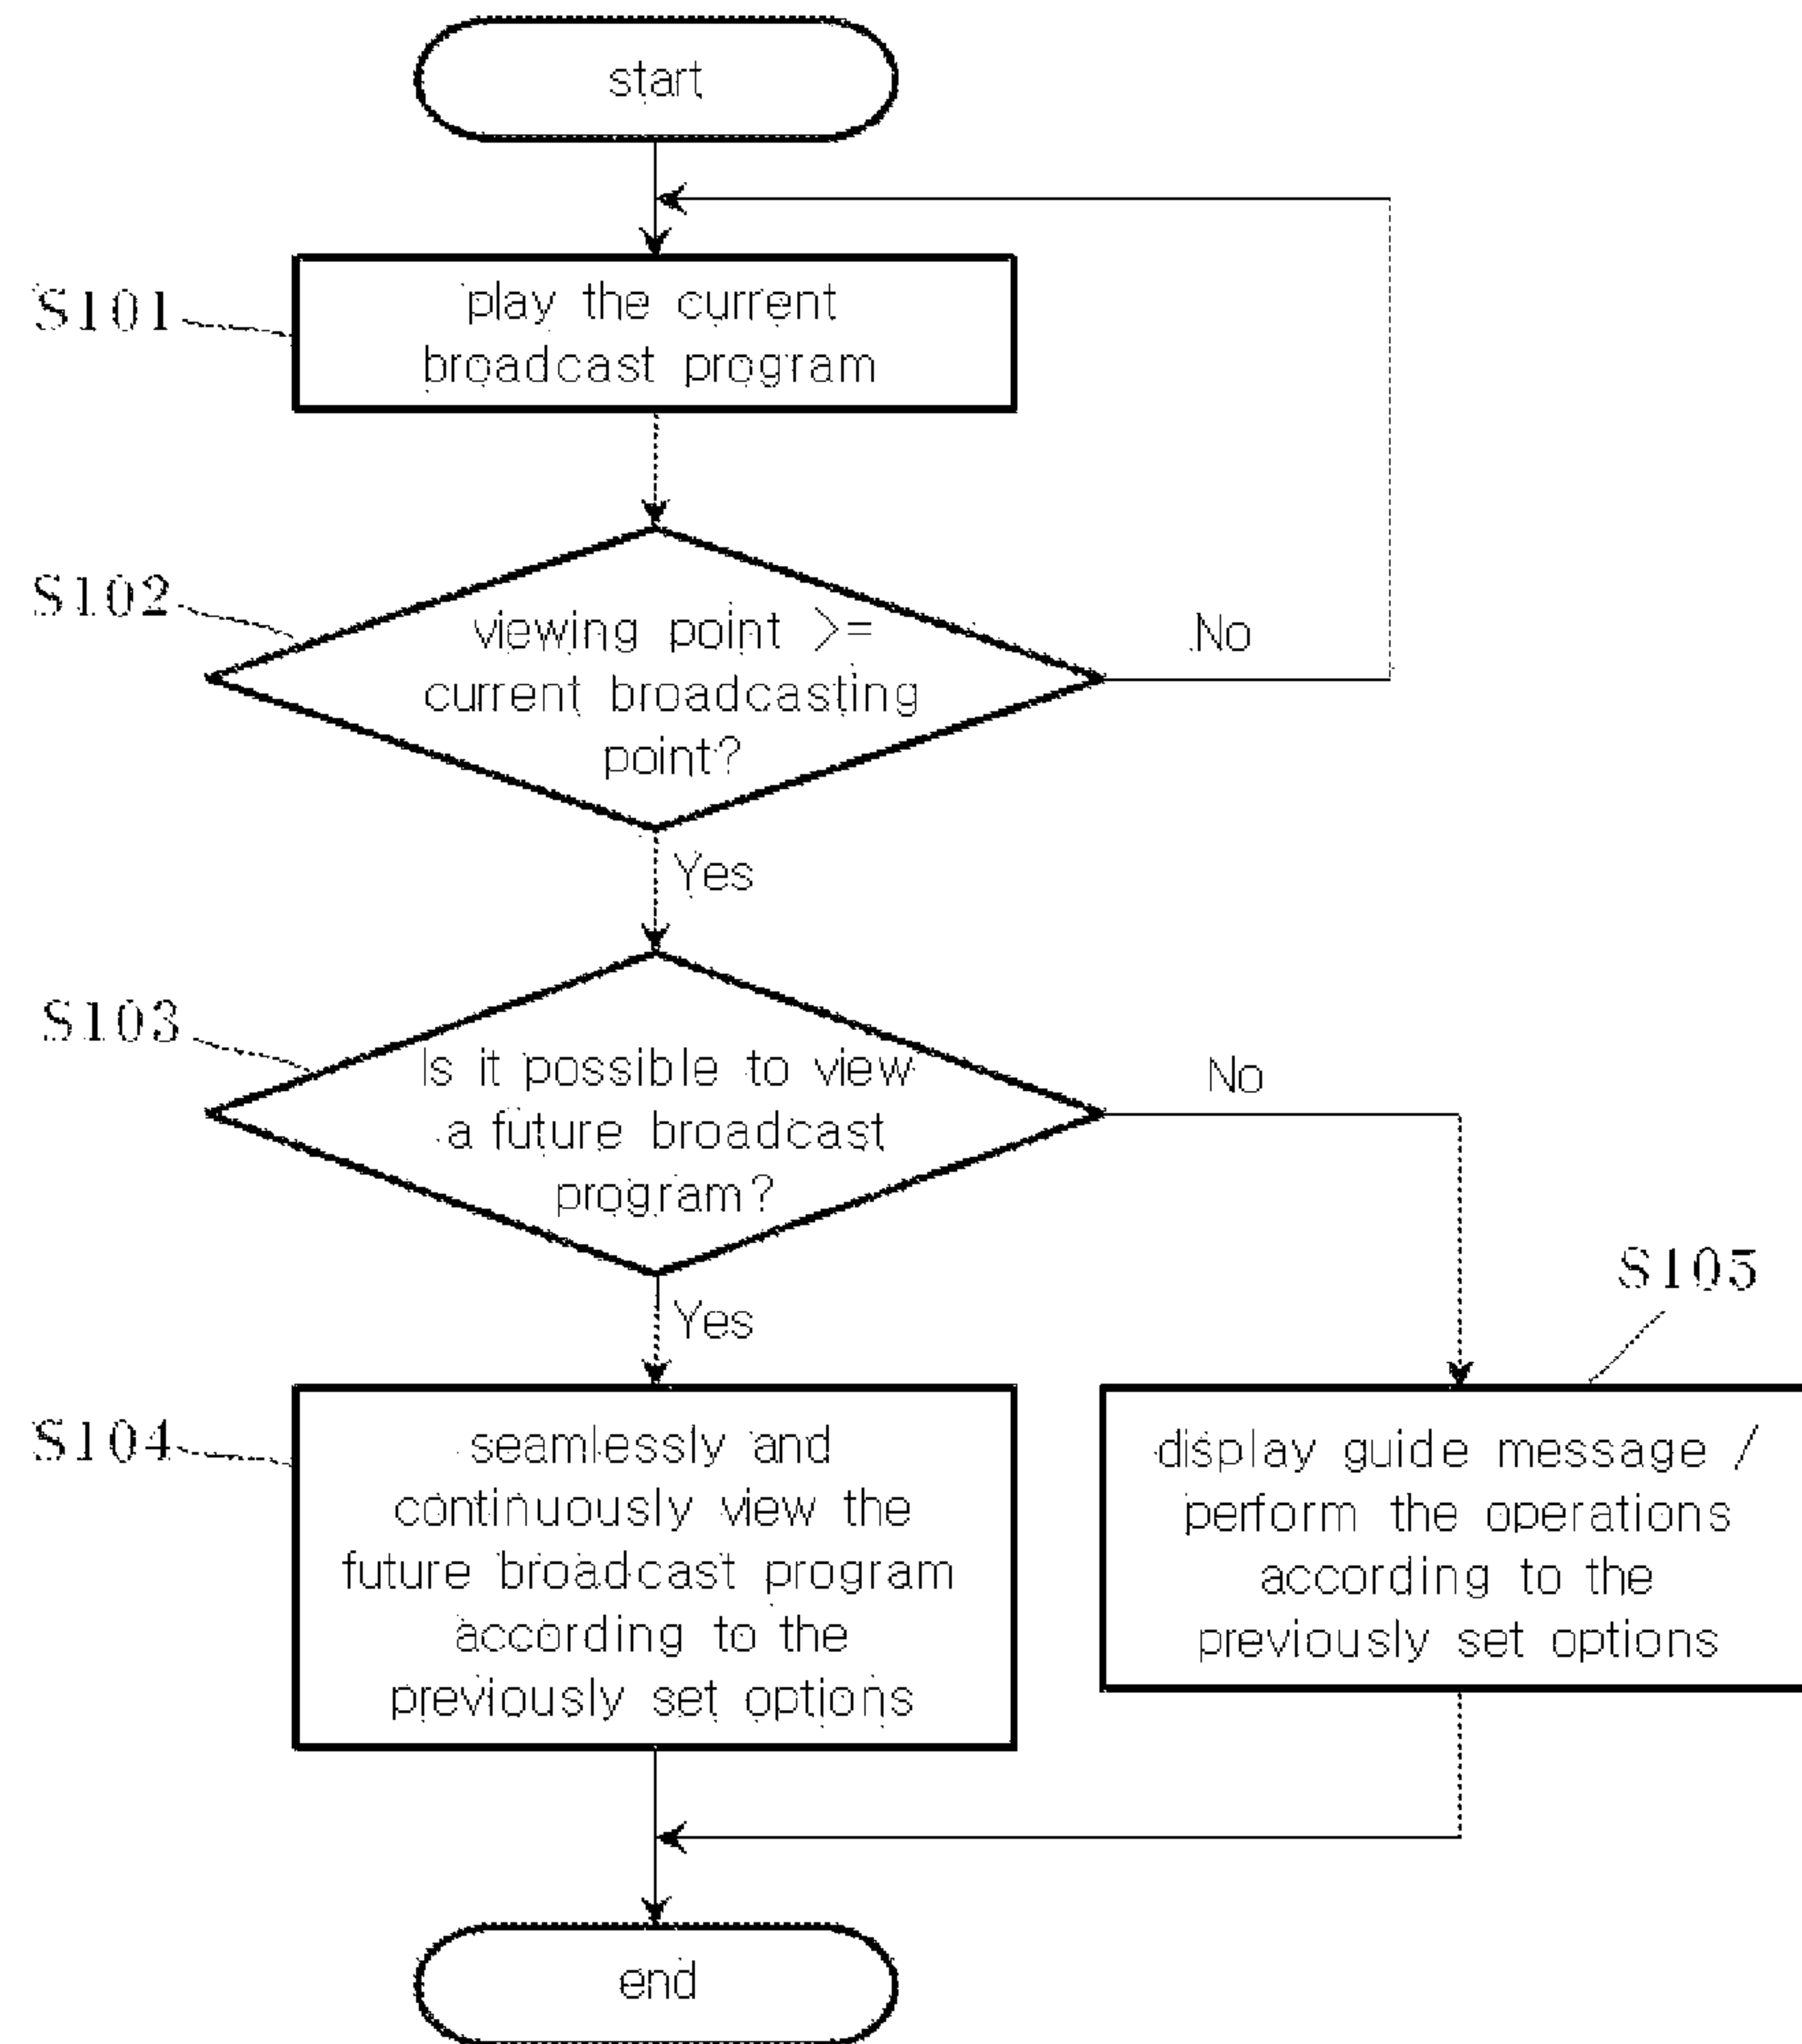 start
S101
play the current
broadcast program
S102
viewing point >=
current broadcasting
point?
No
Yes
S103
Is it possible to view
a future broadcast
program?
No
Yes
S104
seamlessly and
continuously view the
future broadcast program
according to the
previously set options
S105
display guide message /
perform the operations
according to the
previously set options
end